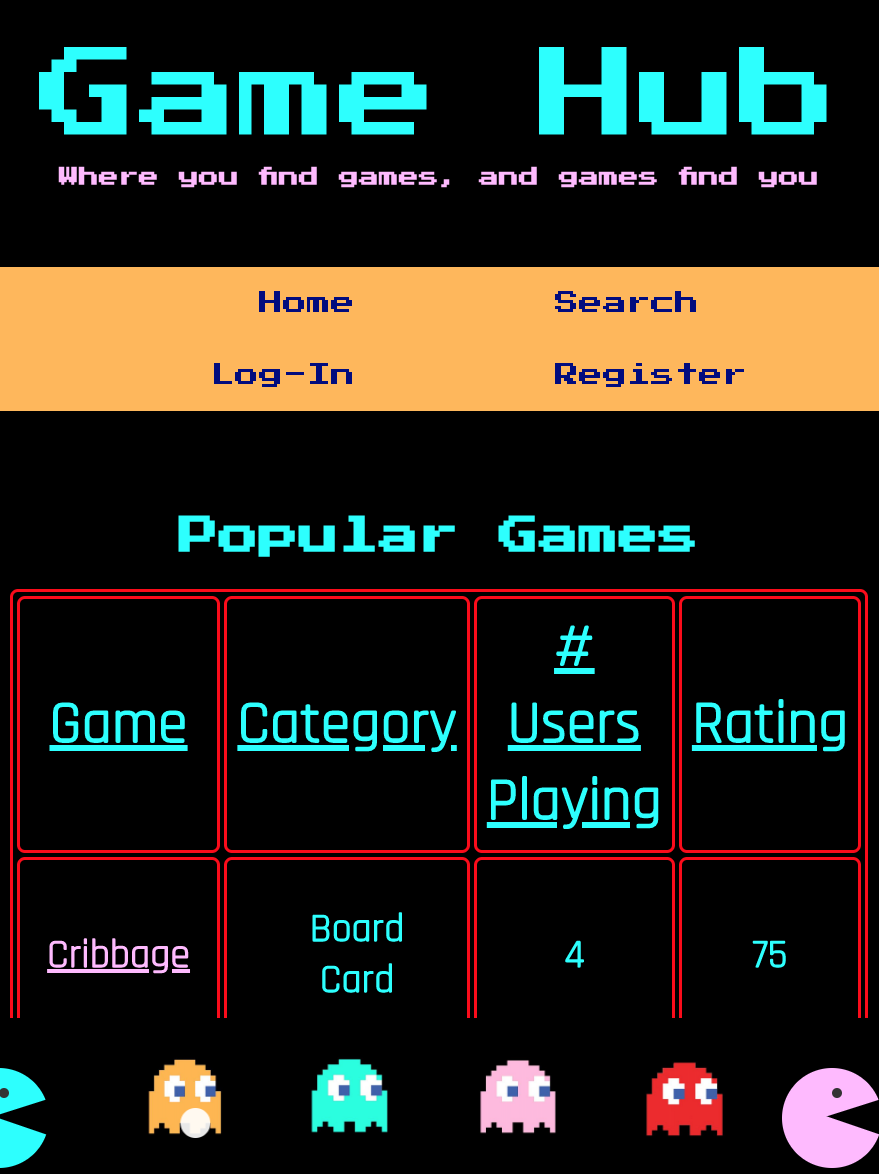 Game Hub
Where you find games, and games find you
Home Search
Log-In Register
Popular Games
Game Category # Users Playing Rating
Cribbage Board Card 4 75